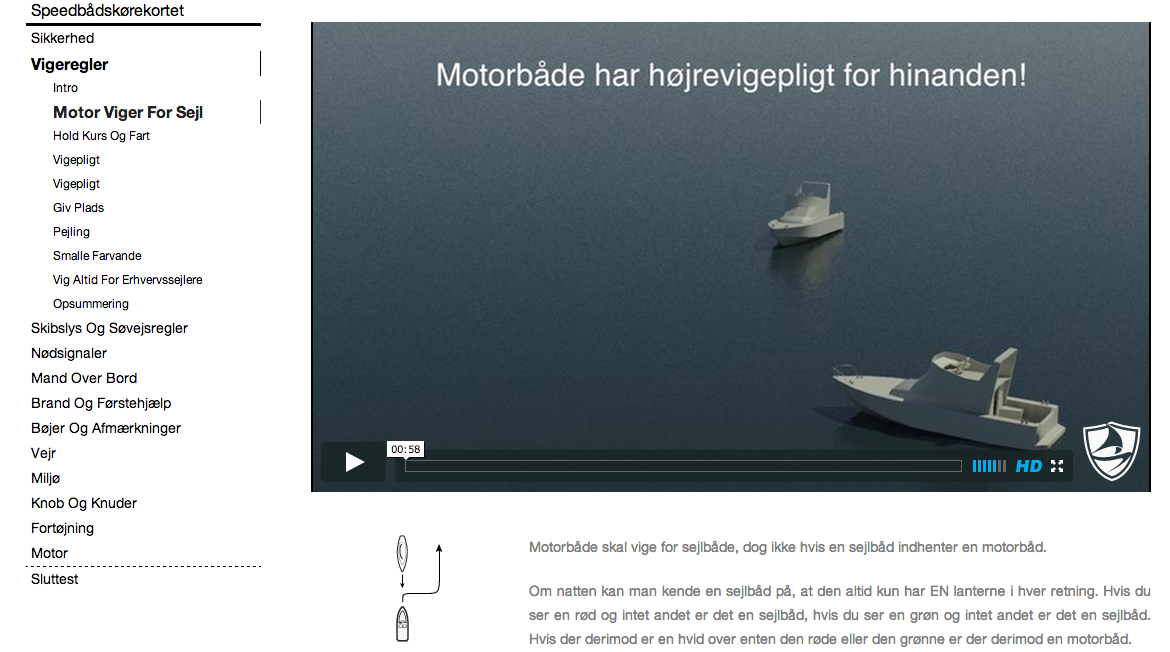 Speedbådskørekortet
Sikkerhed
Vigeregler
Intro
Motor Viger For Sejl
Hold Kurs Og Fart
Vigepligt
Vigepligt
Giv Plads
Pejling
Smalle Farvande
Vig Altid For Erhvervssejlere
Opsummering
Skibslys Og Søvejsregler
Nødsignaler
Mand Over Bord
Brand Og Førstehjælp
Bøjer Og Afmærkninger
Vejr
Miljø
Knob Og Knuder
Fortøjning
Motor
Sluttest
Motorbåde har højrevigepligt for hinanden!
00:58
HD
Motorbåde skal vige for sejlbåde, dog ikke hvis en sejlbåd indhenter en motorbåd.
Om natten kan man kende en sejlbåd på, at den altid kun har EN lanterne i hver retning. Hvis du
ser en rød og intet andet er det en sejlbåd, hvis du ser en grøn og intet andet er det en sejlbåd.
Hvis der derimod er en hvid over enten den røde eller den grønne er der derimod en motorbåd.